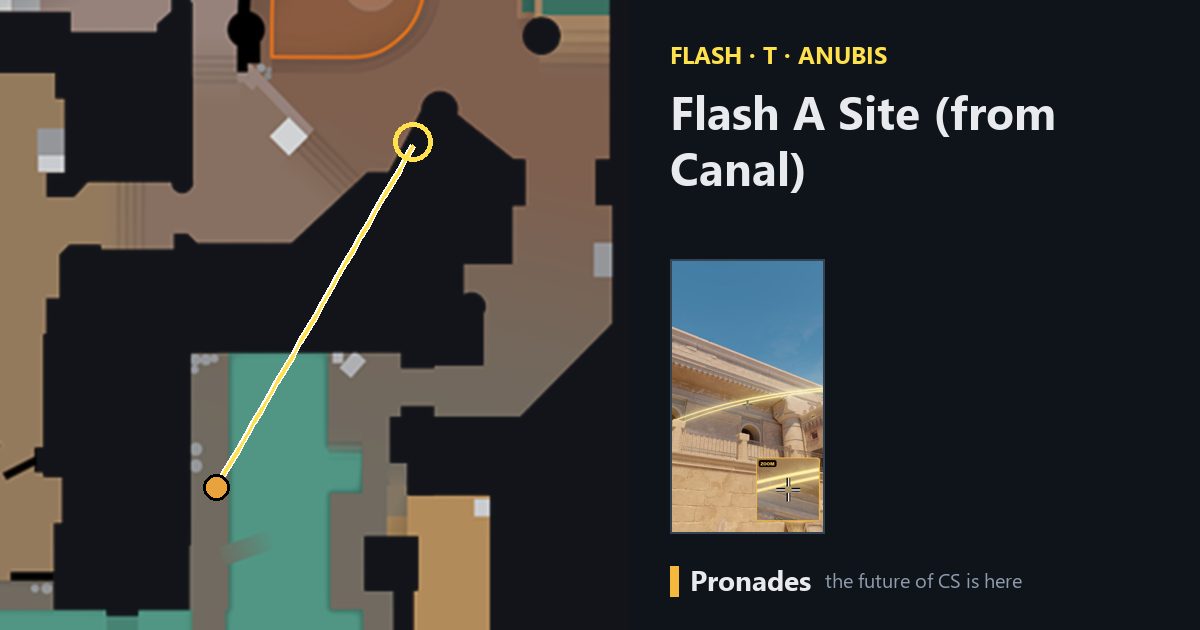 FLASH · T · ANUBIS
Flash A Site (from
Canal)
ZOOM
Pronades the future of CS is here